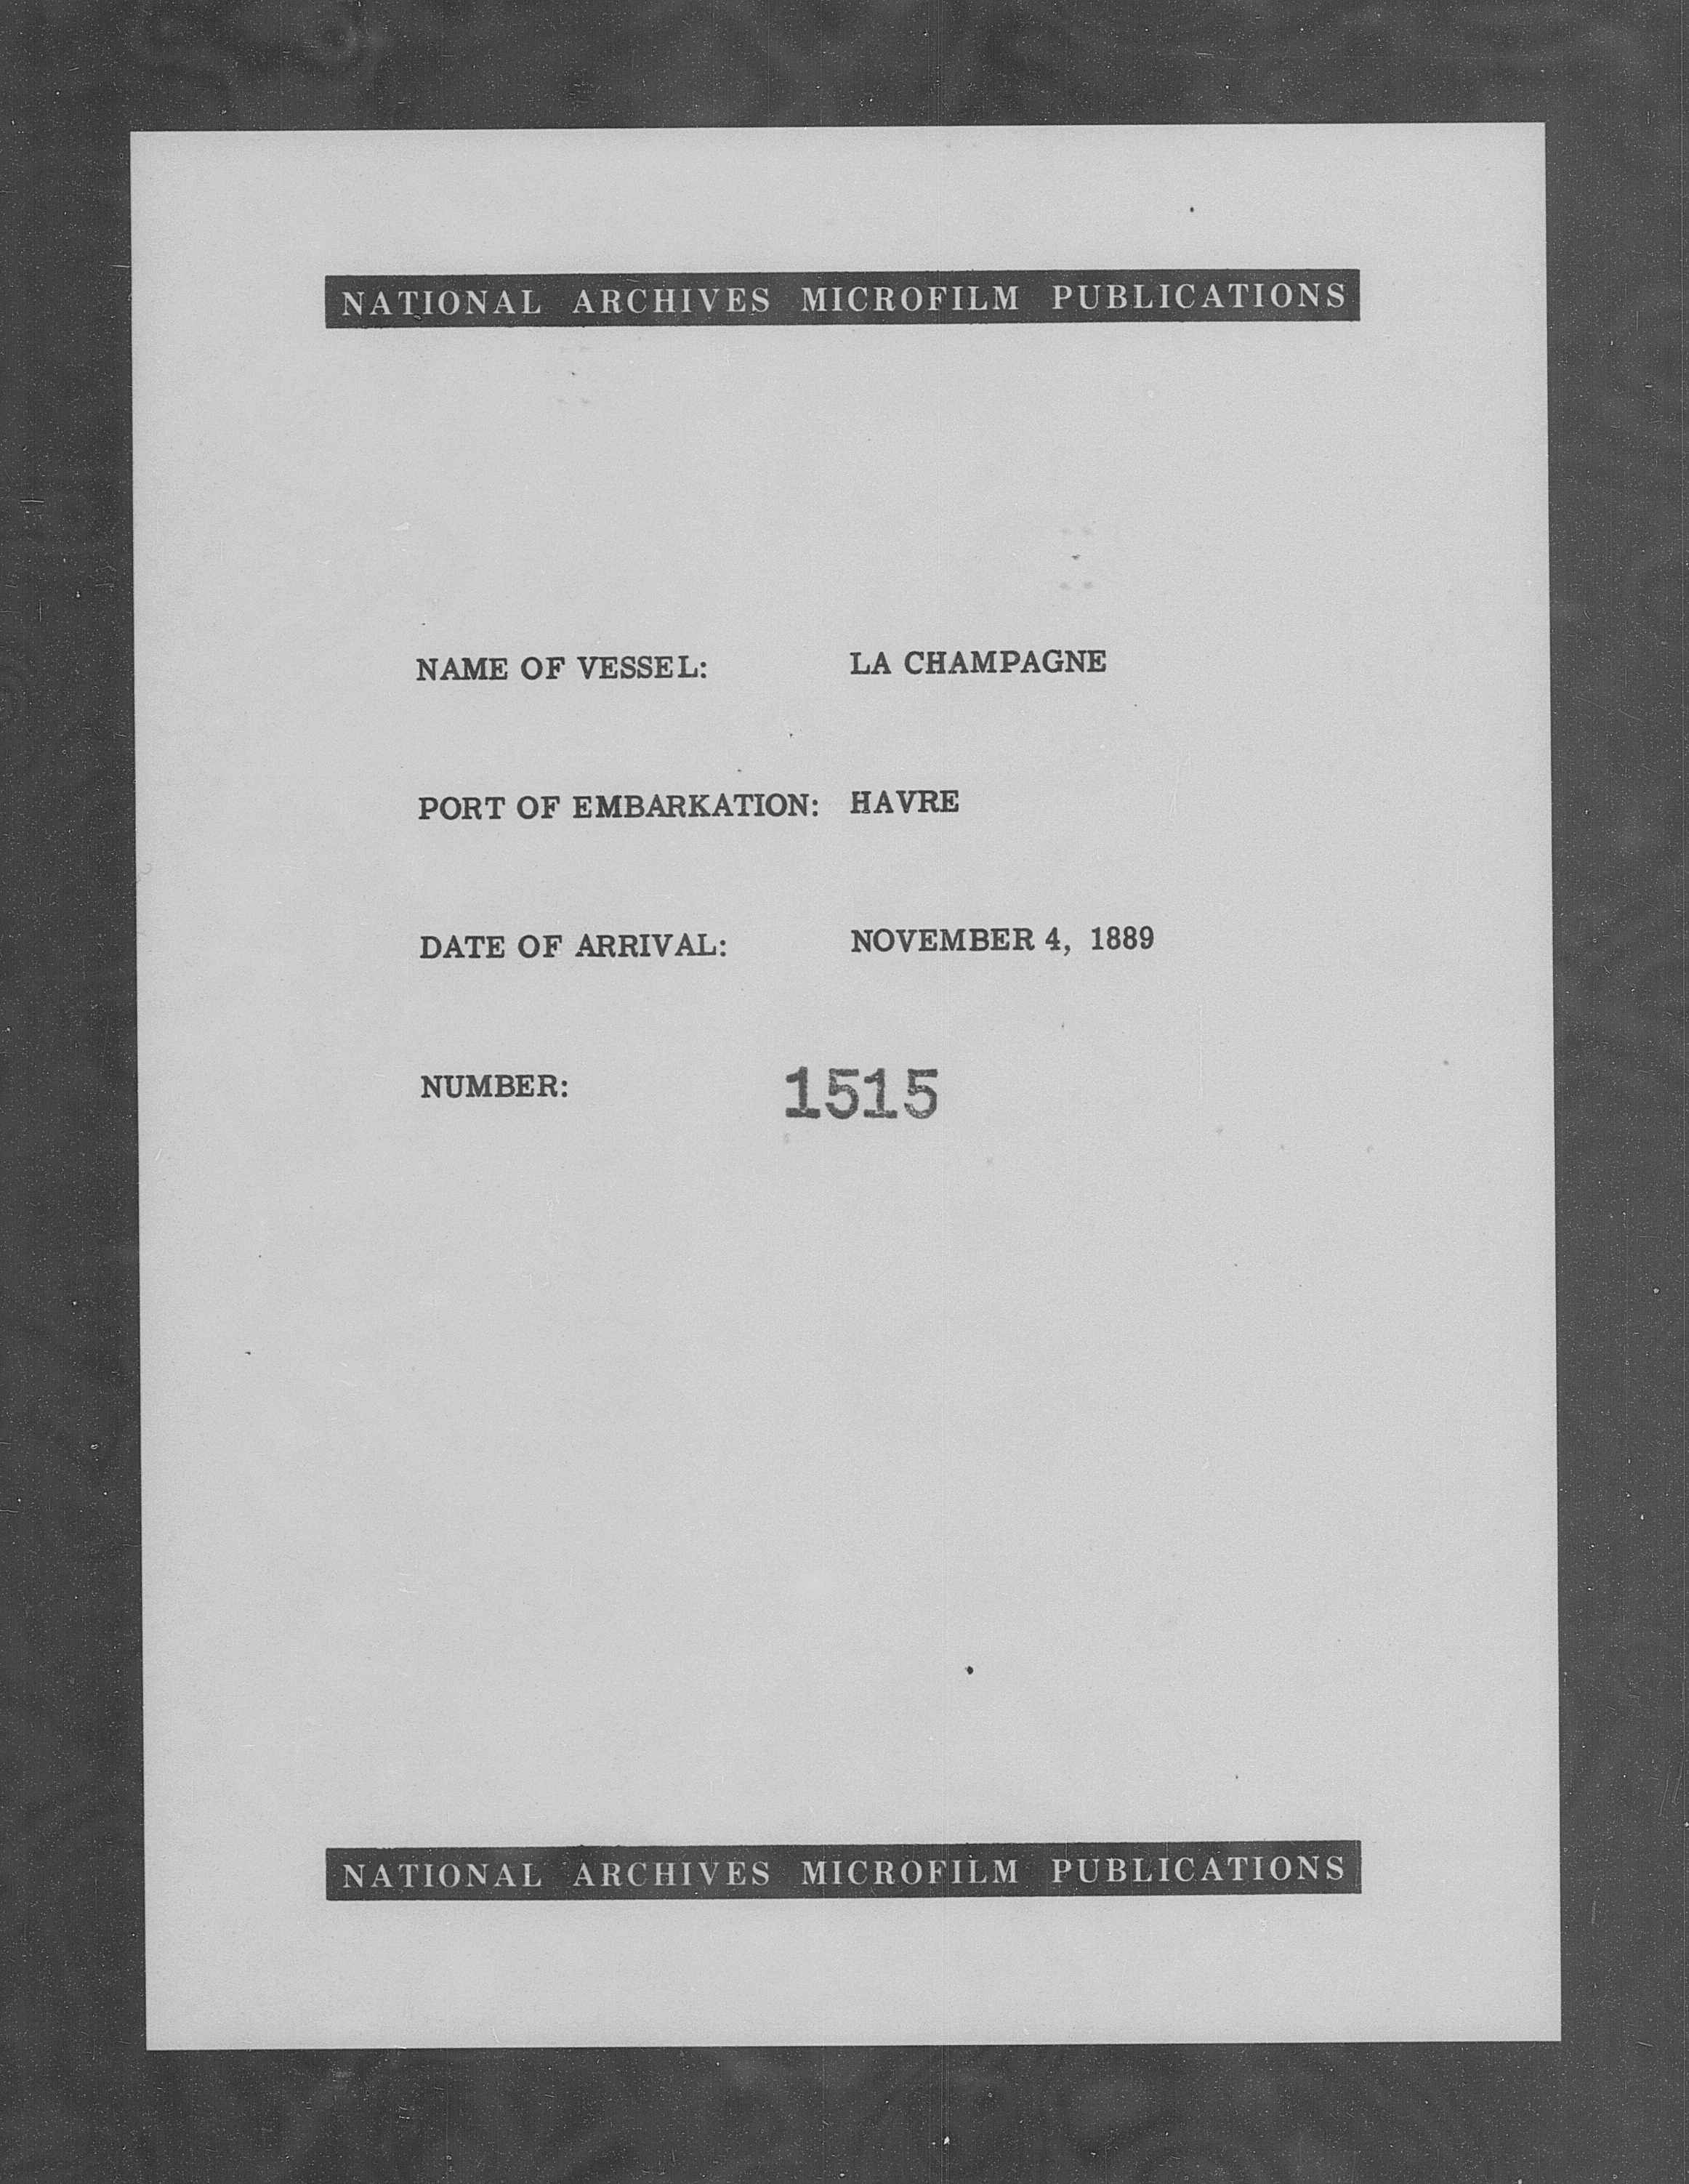 NATIONAL ARCHIVES MICROFILM PUBLICATIONS
NAME OF VESSEL: LA CHAMPAGNE
PORT OF EMBARKATION: HAVRE
DATE OF ARRIVAL: NOVEMBER 4, 1889
NUMBER: 1515
NATIONAL ARCHIVES MICROFILM PUBLICATIONS